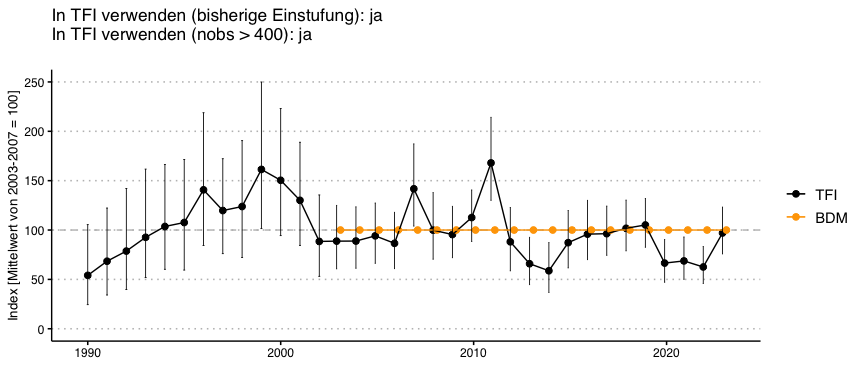 In TFI verwenden (bisherige Einstufung): ja
In TFI verwenden (nobs > 400): ja
Index [Mittelwert von 2003-2007 = 100]
250
200
150
100
50
0
1990
2000
2010
2020
TFI
BDM